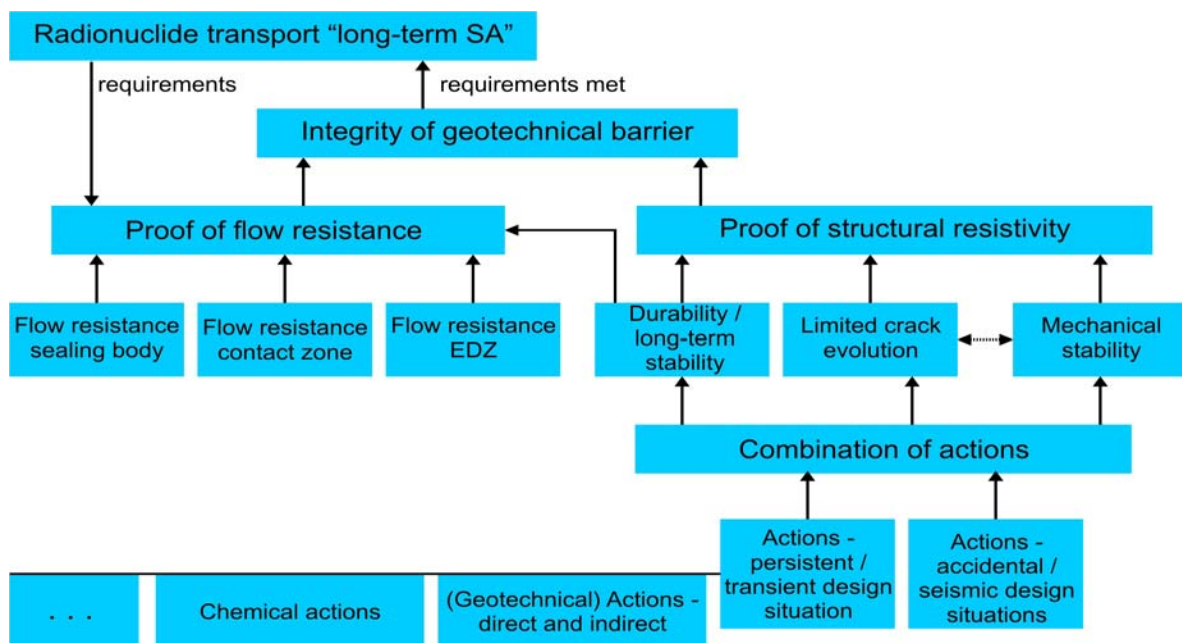 Radionuclide transport “long-term SA”
requirements
requirements met
Integrity of geotechnical barrier
Proof of flow resistance
Proof of structural resistivity
Flow resistance
sealing body
Flow resistance
contact zone
Flow resistance
EDZ
Durability /
long-term
stability
Limited crack
evolution
Mechanical
stability
Combination of actions
Actions -
persistent /
transient design
situation
Actions -
accidental /
seismic design
situations
. . .
Chemical actions
(Geotechnical) Actions -
direct and indirect